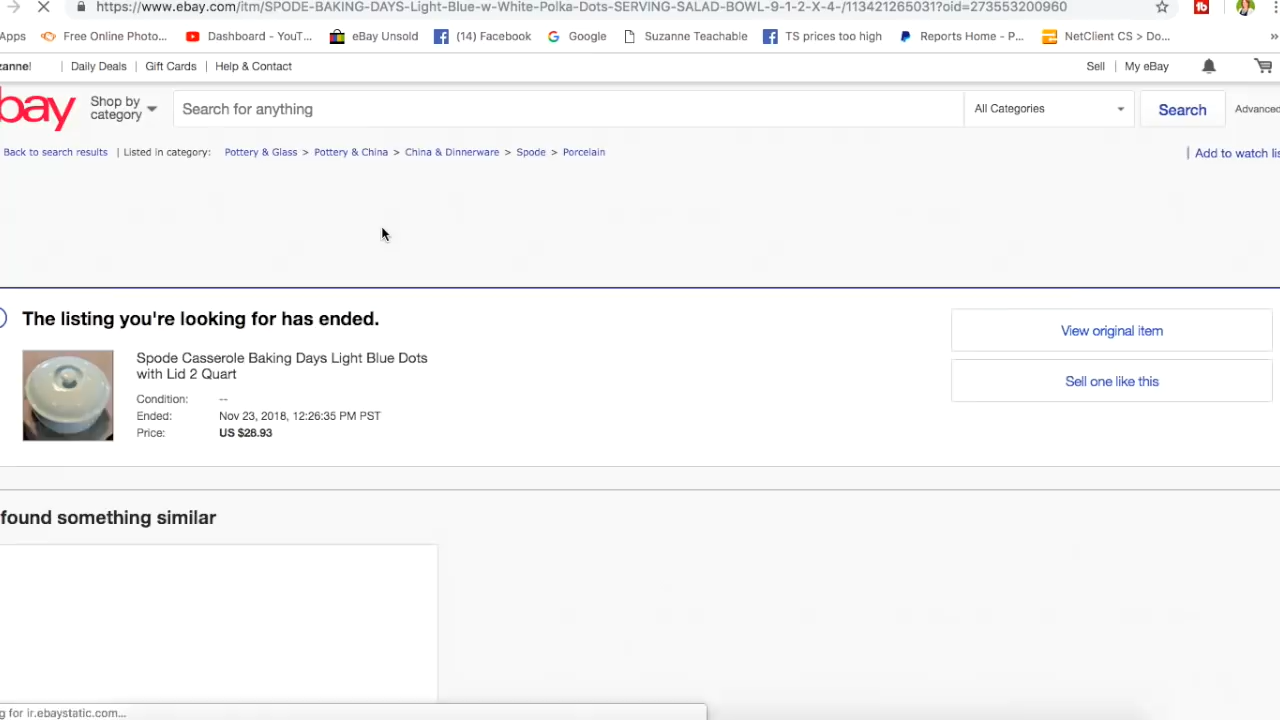 https://www.ebay.com/itm/SPODE-BAKING-DAYS-Light-Blue-w-White-Polka-Dots-SERVING-SALAD-BOWL-9-1-2-X-4-/113421265031?oid=273553200960
Apps Free Online Photo... Dashboard - YouT... eBay Unsold (14) Facebook Google Suzanne Teachable TS prices too high Reports Home - P... NetClient CS > Do... »
zanne! | Daily Deals | Gift Cards | Help & Contact Sell | My eBay
bay Shop by category Search for anything All Categories Search Advanced
Back to search results | Listed in category: Pottery & Glass > Pottery & China > China & Dinnerware > Spode > Porcelain | Add to watch lis
The listing you're looking for has ended.
View original item
Spode Casserole Baking Days Light Blue Dots
with Lid 2 Quart
Sell one like this
Condition: --
Ended: Nov 23, 2018, 12:26:35 PM PST
Price: US $28.93
found something similar
g for ir.ebaystatic.com...